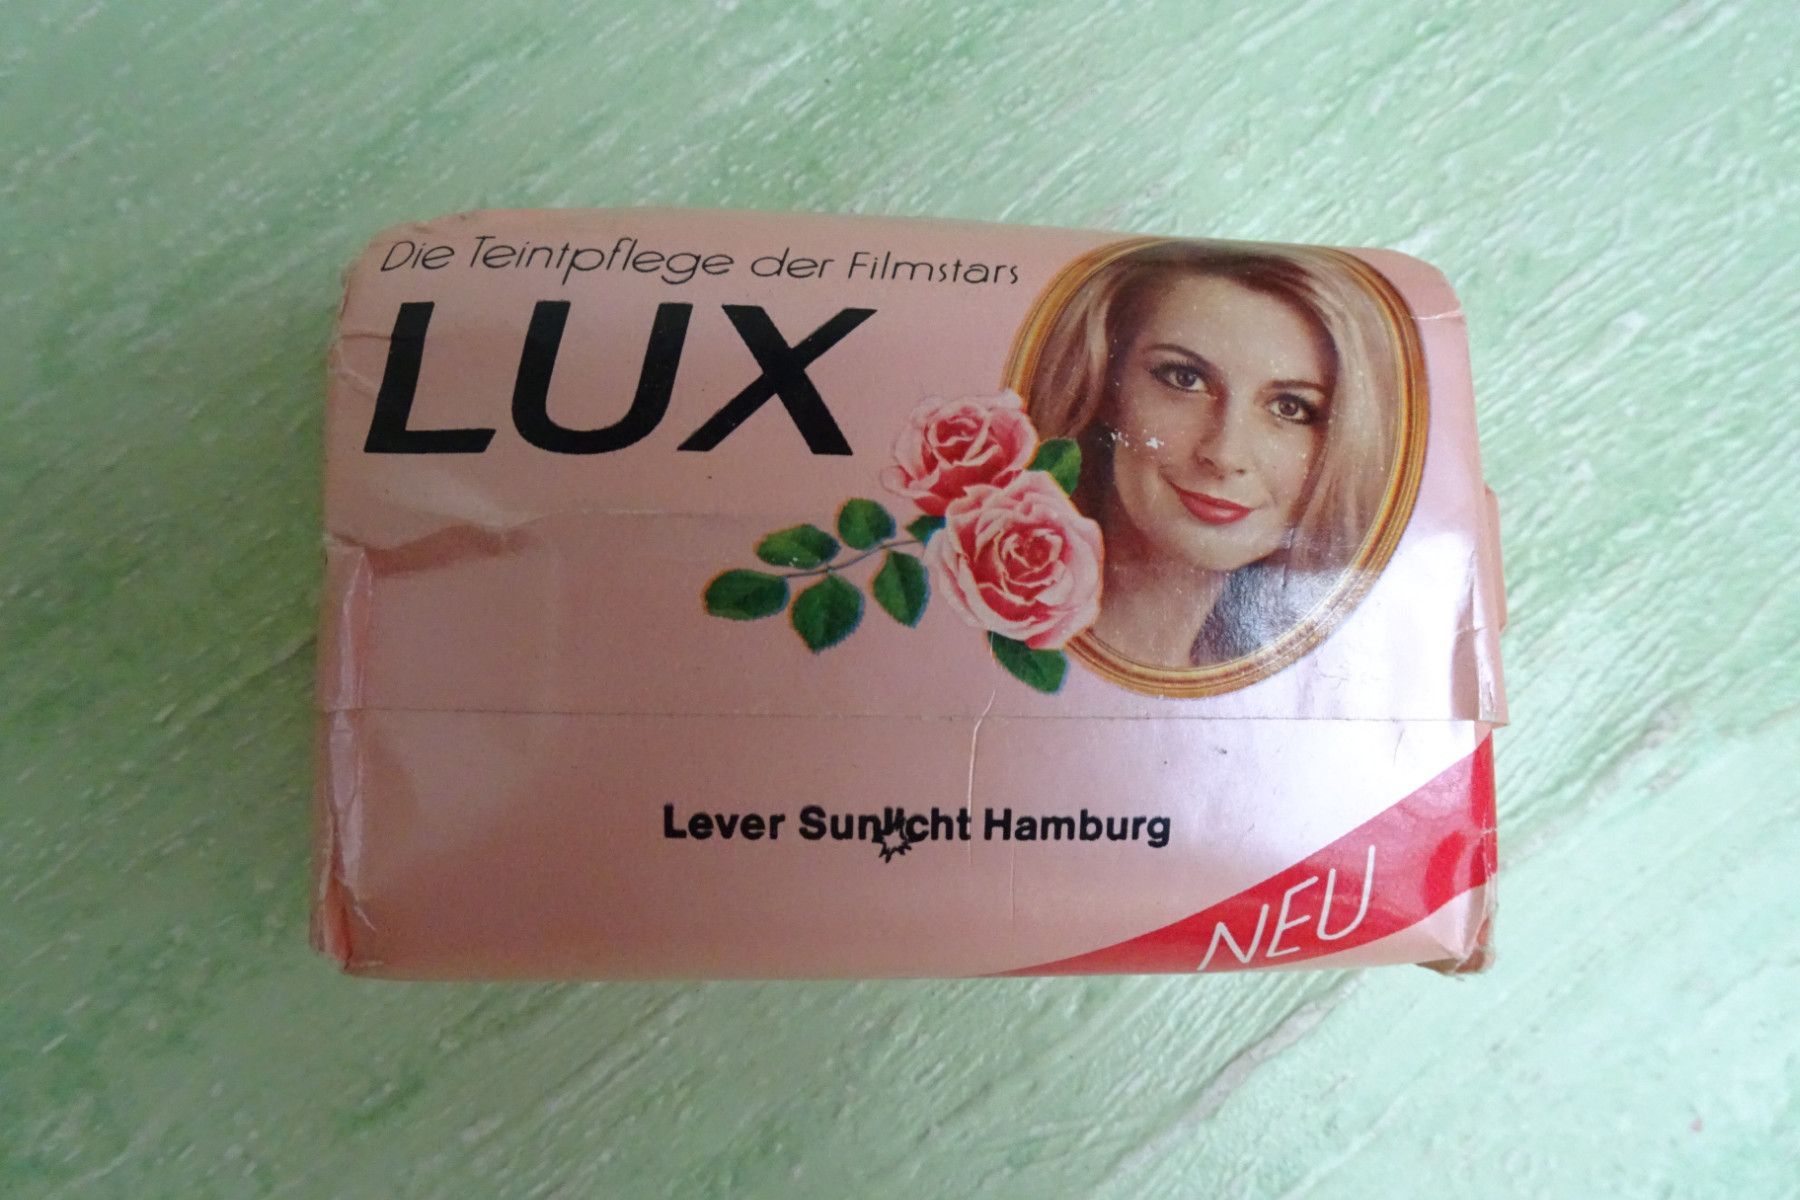 Die Teintpflege der Filmstars
LUX
Lever Sunlicht Hamburg
NEU